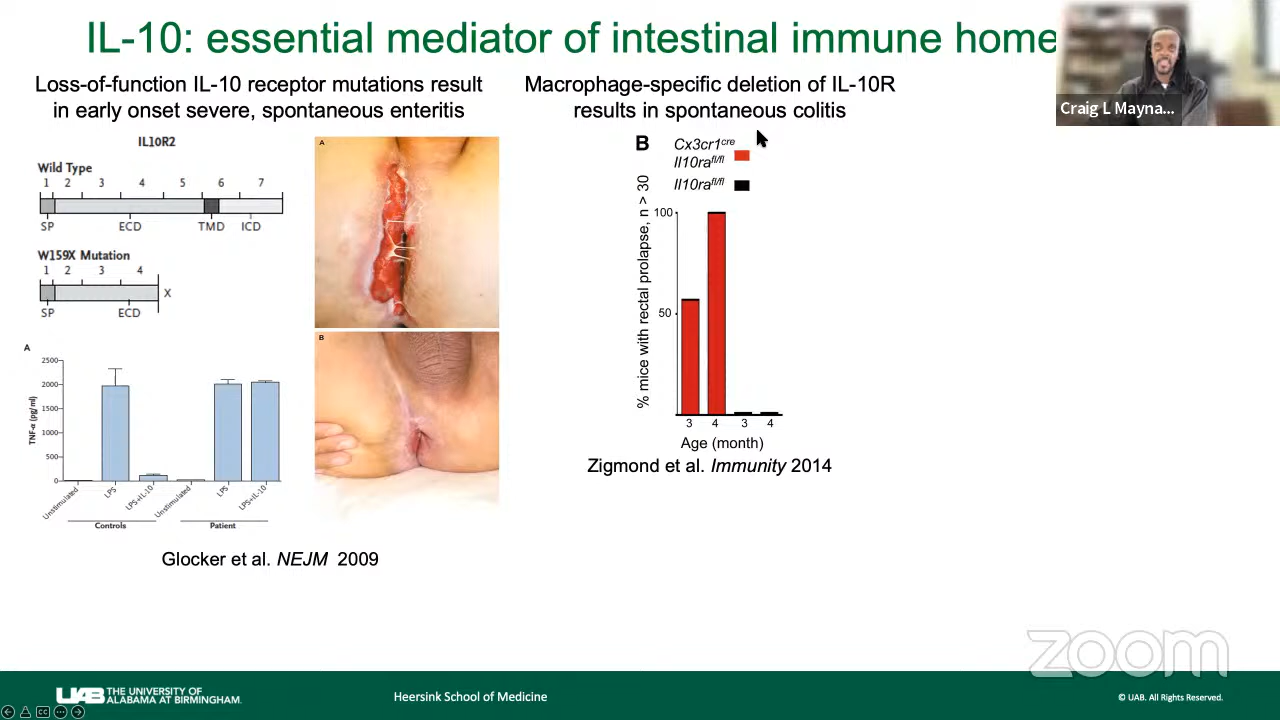 IL-10: essential mediator of intestinal immune home
Craig L Mayna...
Loss-of-function IL-10 receptor mutations result
in early onset severe, spontaneous enteritis
IL10R2
Wild Type
1 2 3 4 5 6 7
SP ECD TMD ICD
W159X Mutation
1 2 3 4
X
SP ECD
A
B
A
TNF-α (pg/ml)
2500
2000
1500
1000
500
0
Unstimulated LPS LPS+IL-10 Unstimulated LPS LPS+IL-10
Controls Patient
Glocker et al. NEJM 2009
Macrophage-specific deletion of IL-10R
results in spontaneous colitis
B
Cx3cr1cre
Il10rafl/fl
Il10rafl/fl
% mice with rectal prolapse, n > 30
100
50
3 4 3 4
Age (month)
Zigmond et al. Immunity 2014
zoom
UAB THE UNIVERSITY OF
ALABAMA AT BIRMINGHAM.
Heersink School of Medicine
© UAB. All Rights Reserved.
CC